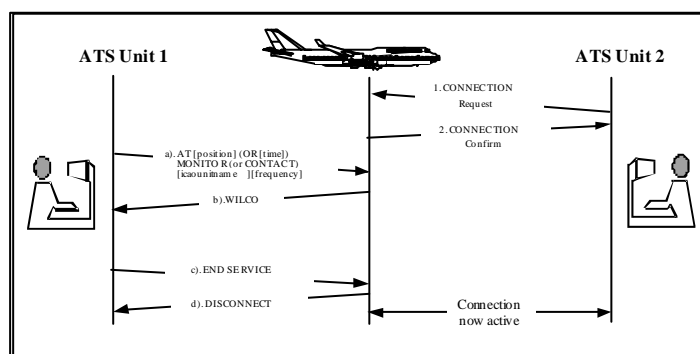 ATS Unit 1
ATS Unit 2
1.CONNECTION
Request
2.CONNECTION
Confirm
a).AT[position] (OR[time])
MONITOR (or CONTACT)
[icaounitname ][frequency]
b).WILCO
c).END SERVICE
d).DISCONNECT
Connection
now active